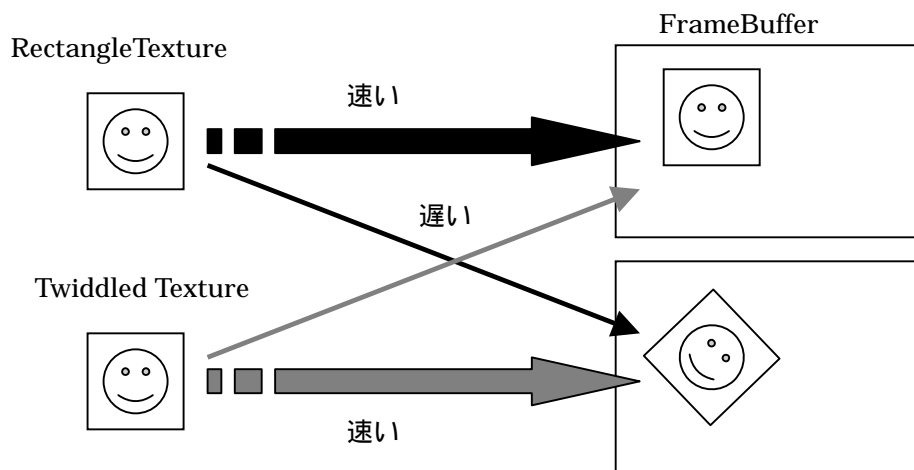 FrameBuffer
RectangleTexture
速い
遅い
Twiddled Texture
速い